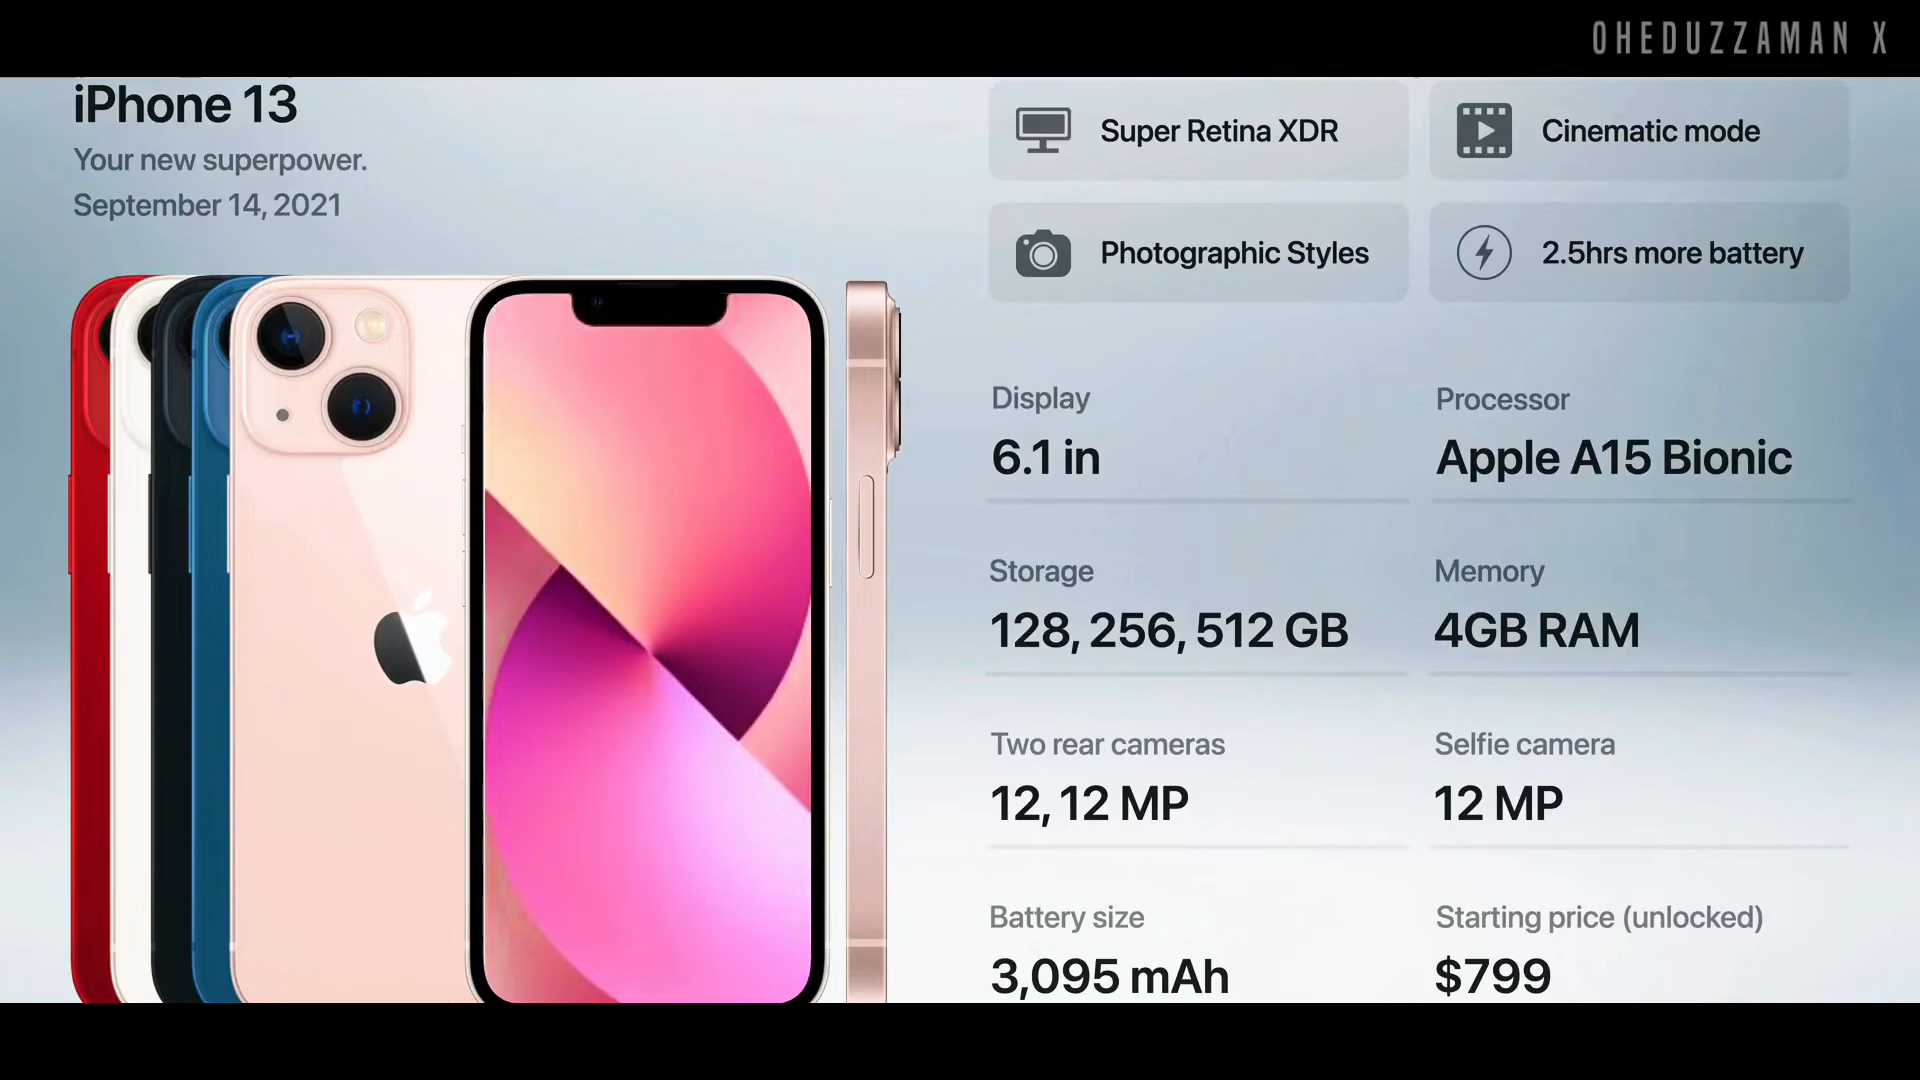 OHEDUZZAMAN X
iPhone 13
Your new superpower.
September 14, 2021
Super Retina XDR
Cinematic mode
Photographic Styles
2.5hrs more battery
Display
6.1 in
Processor
Apple A15 Bionic
Storage
128, 256, 512 GB
Memory
4GB RAM
Two rear cameras
12, 12 MP
Selfie camera
12 MP
Battery size
3,095 mAh
Starting price (unlocked)
$799